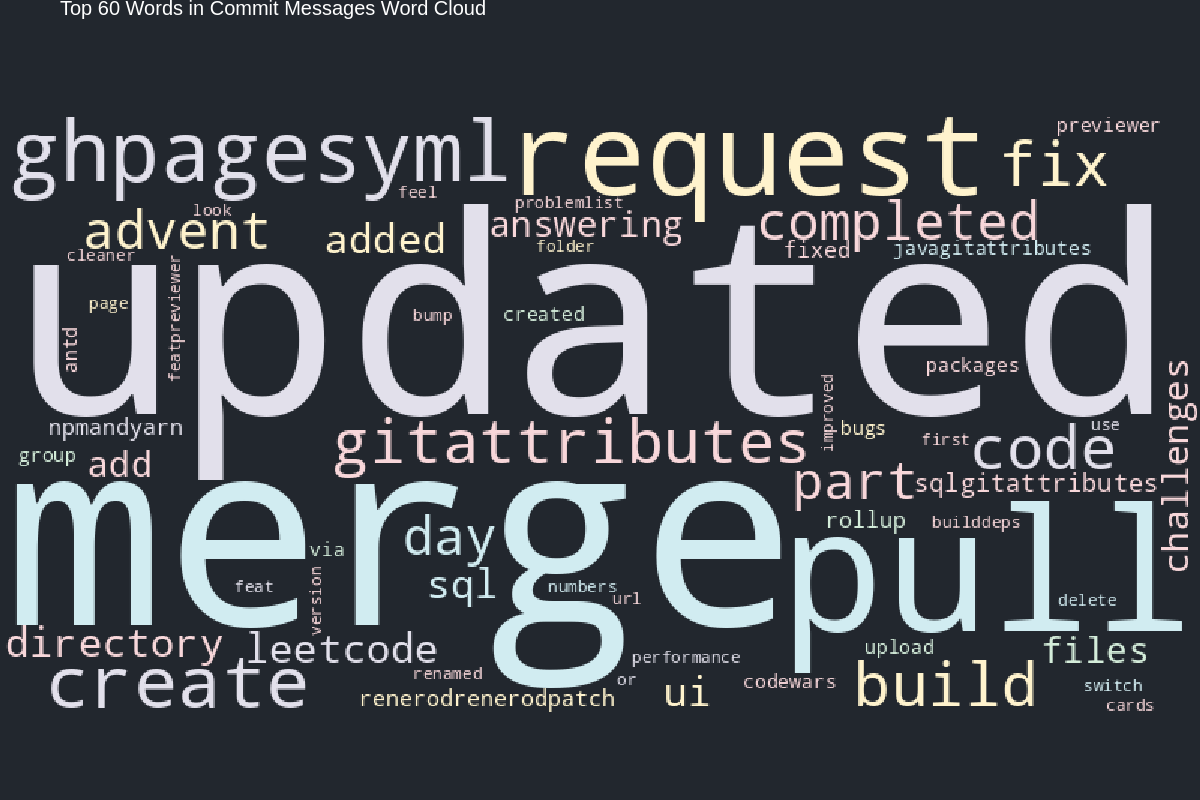 Top 60 Words in Commit Messages Word Cloud
ghpagesyml
request
fix
previewer
feel
look
problemlist
advent
added
answering
completed
folder
fixed
javagitattributes
cleaner
updated
featpreviewer
page
antd
bump
created
packages
improved
challenges
npmandyarn
gitattributes
bugs
first
use
code
group
add
part
sqlgitattributes
merge
pull
rollup
builddeps
day
via
version
feat
sql
numbers
url
delete
directory
leetcode
performance
upload
files
create
renamed
or
renerodrenerodpatch
ui
codewars
build
switch
cards